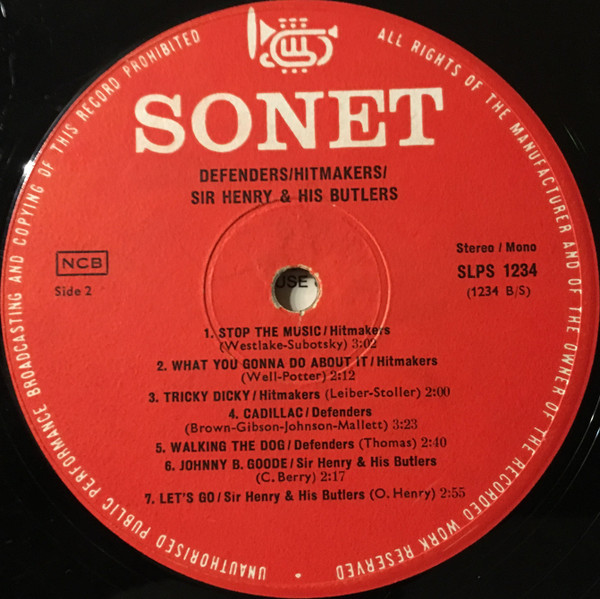 SONET
DEFENDERS/HITMAKERS/
SIR HENRY & HIS BUTLERS
NCB
Side 2
Stereo / Mono
SLPS 1234
(1234 B/S)
USE
1. STOP THE MUSIC/Hitmakers
(Westlake-Subotsky) 3:02
2. WHAT YOU GONNA DO ABOUT IT/Hitmakers
(Well-Potter) 2:12
3. TRICKY DICKY/Hitmakers (Leiber-Stoller) 2:00
4. CADILLAC/Defenders
(Brown-Gibson-Johnson-Mallett) 3:23
5. WALKING THE DOG/Defenders (Thomas) 2:40
6. JOHNNY B. GOODE/Sir Henry & His Butlers
(C. Berry) 2:17
7. LET'S GO/Sir Henry & His Butlers (O. Henry) 2:55
ALL RIGHTS OF THE MANUFACTURER AND OF THE OWNER OF THE RECORDED WORK RESERVED
• UNAUTHORISED PUBLIC PERFORMANCE BROADCASTING AND COPYING OF THIS RECORD PROHIBITED